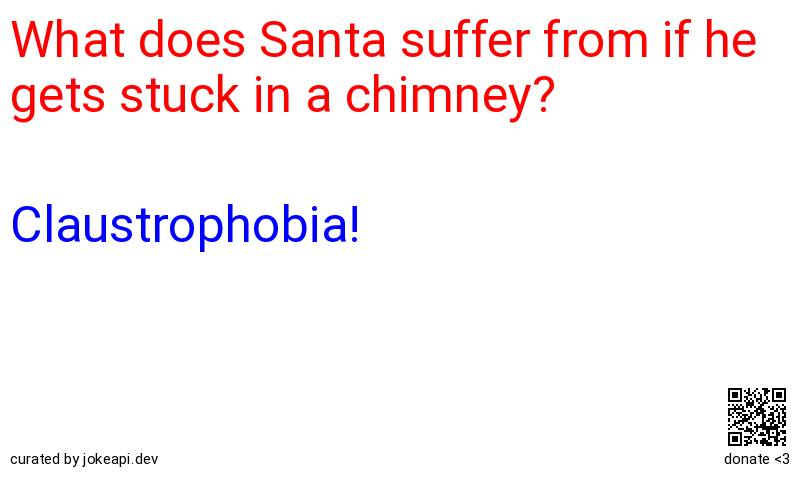 What does Santa suffer from if he
gets stuck in a chimney?
Claustrophobia!
curated by jokeapi.dev
donate <3